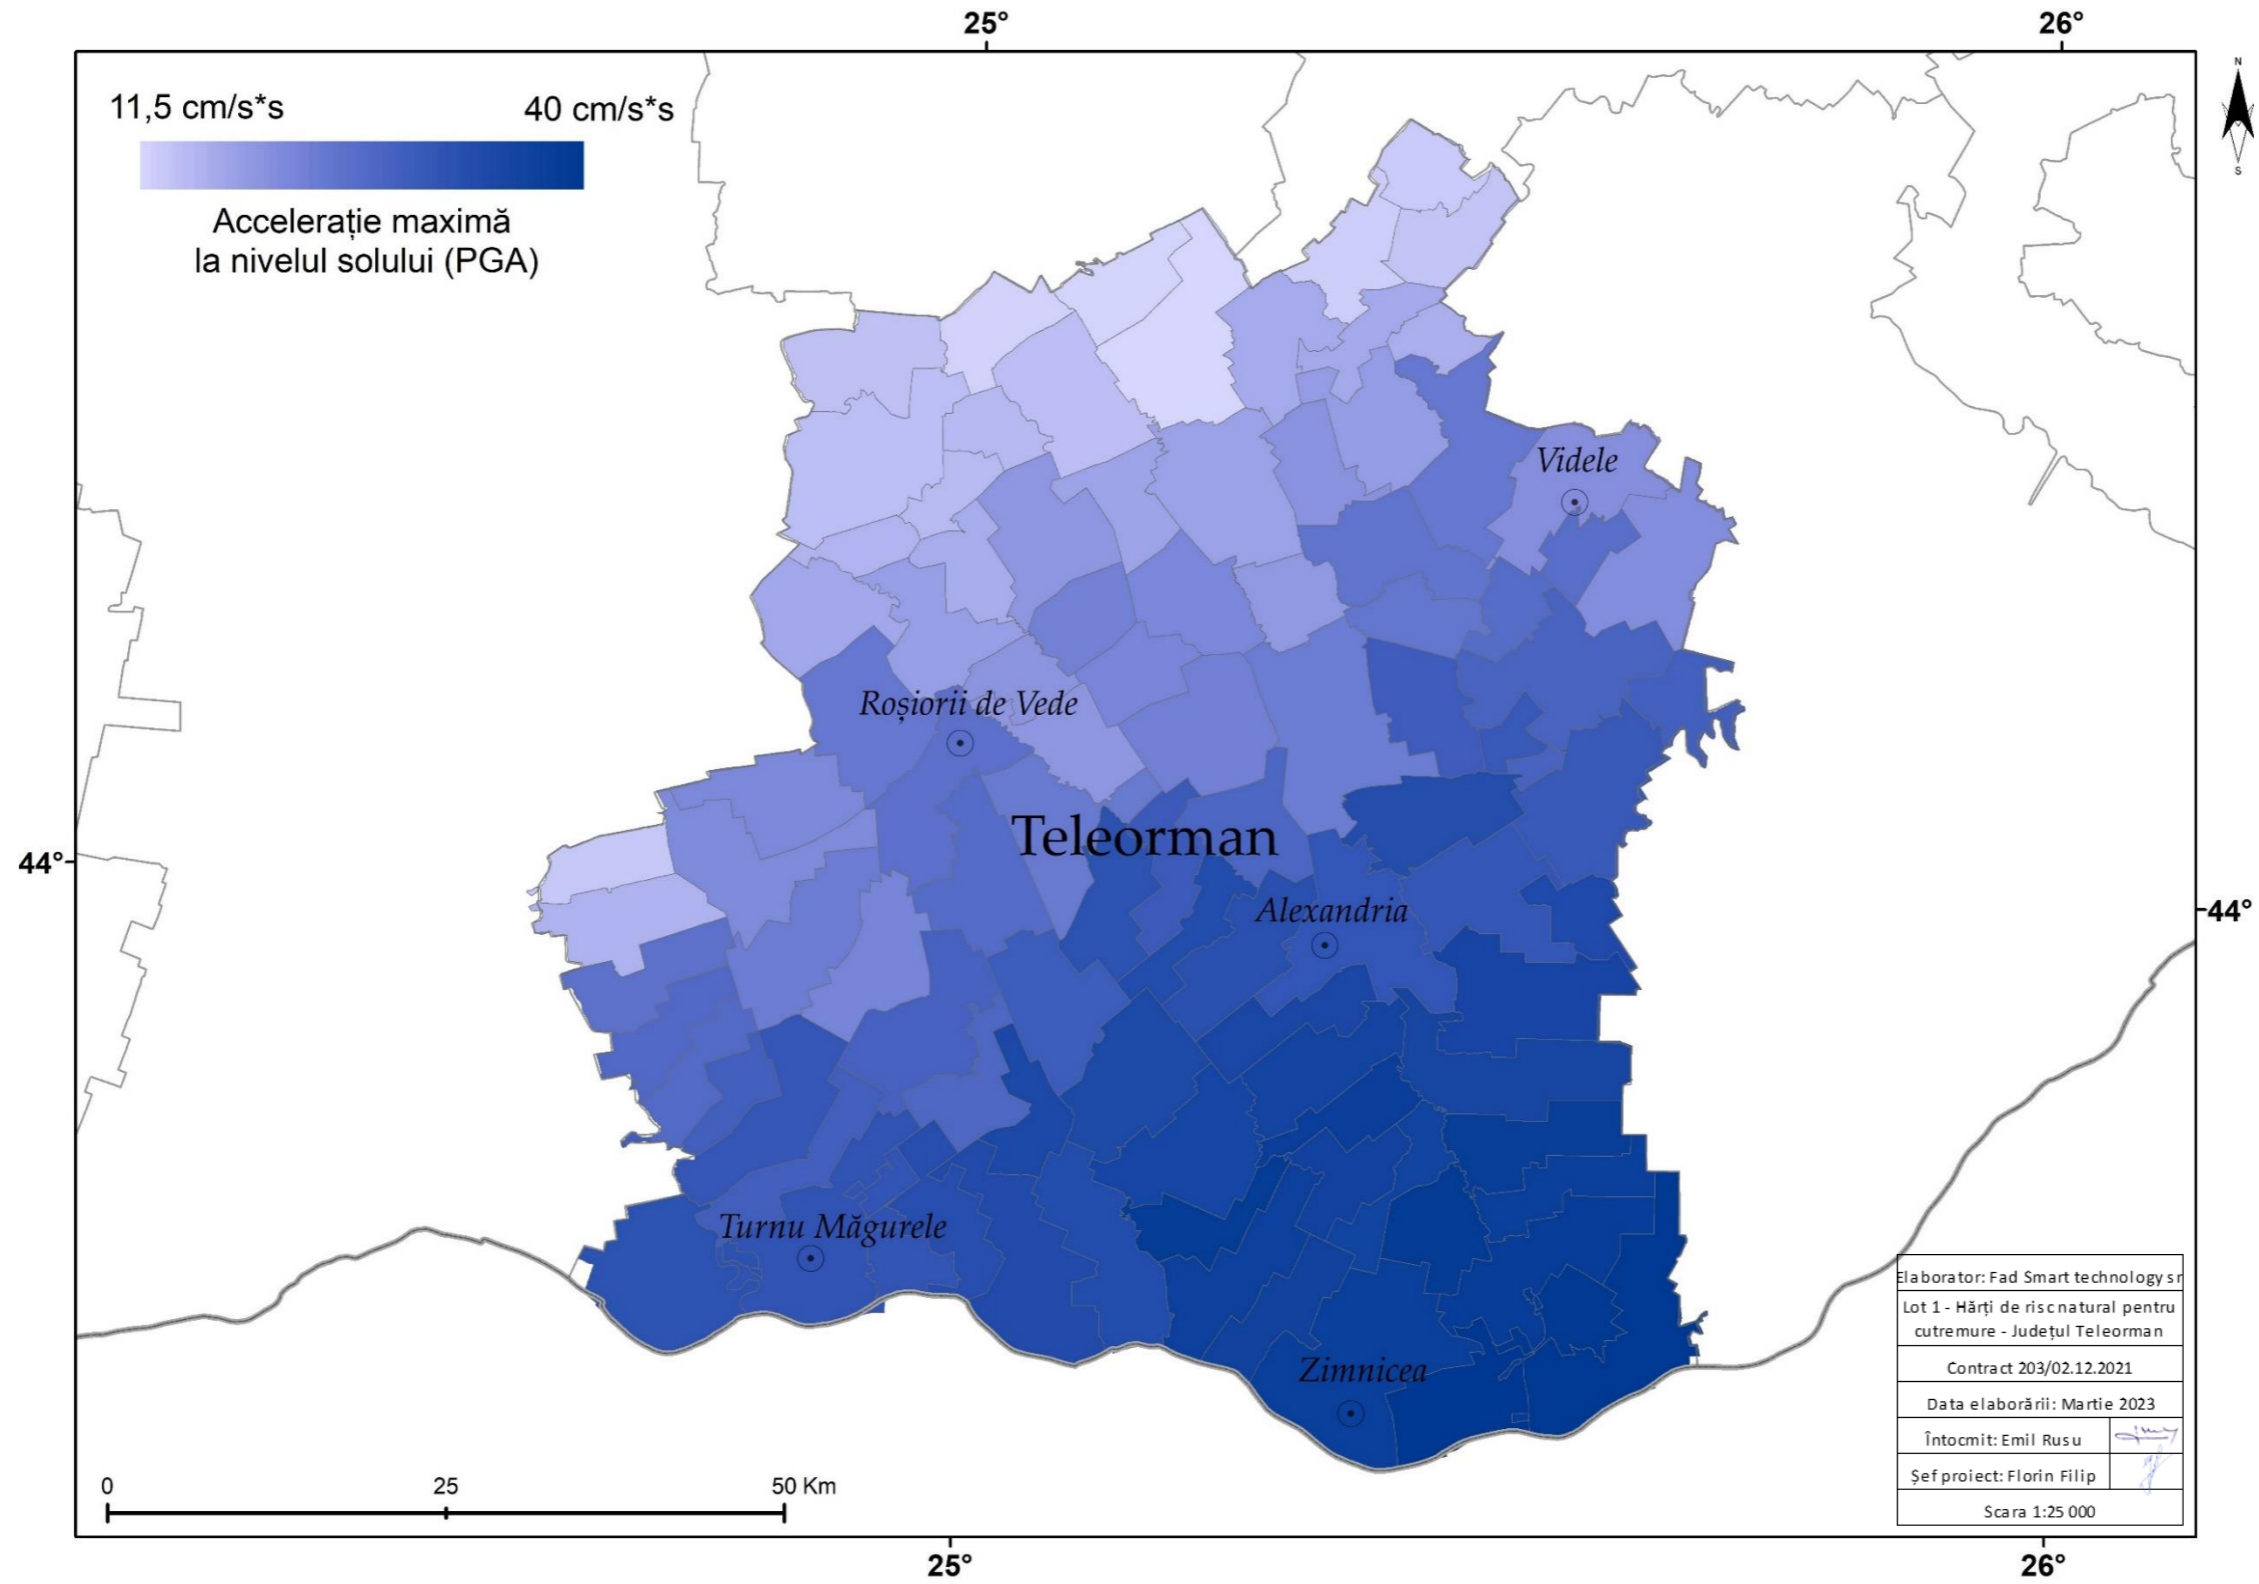 25° 26°
N
S
11,5 cm/s*s 40 cm/s*s
Accelerație maximă
la nivelul solului (PGA)
Videle
Roșiorii de Vede
Teleorman
44°
Alexandria
44°
Turnu Măgurele
Zimnicea
Elaborator: Fad Smart technology sr
Lot 1 - Hărți de risc natural pentru
cutremure - Județul Teleorman
Contract 203/02.12.2021
Data elaborării: Martie 2023
Întocmit: Emil Rusu
Șef proiect: Florin Filip
Scara 1:25 000
0 25 50 Km
25° 26°